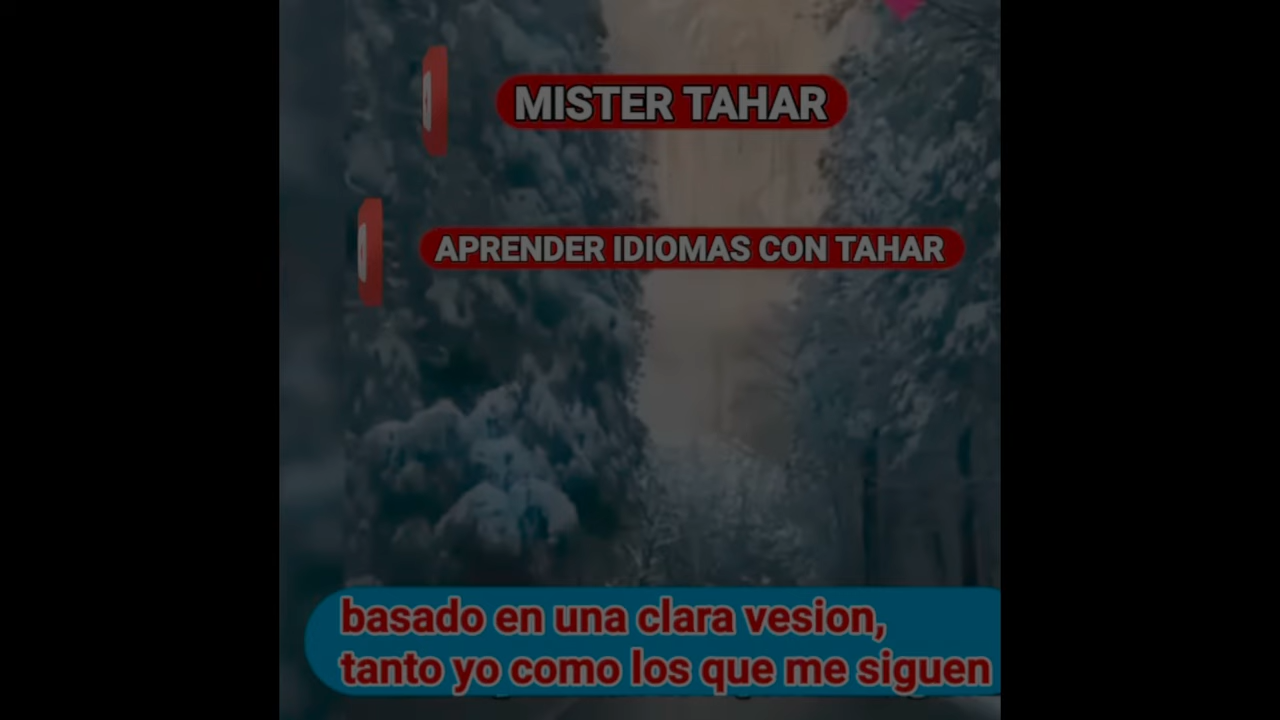 MISTER TAHAR
APRENDER IDIOMAS CON TAHAR
basado en una clara vesion,
tanto yo como los que me siguen